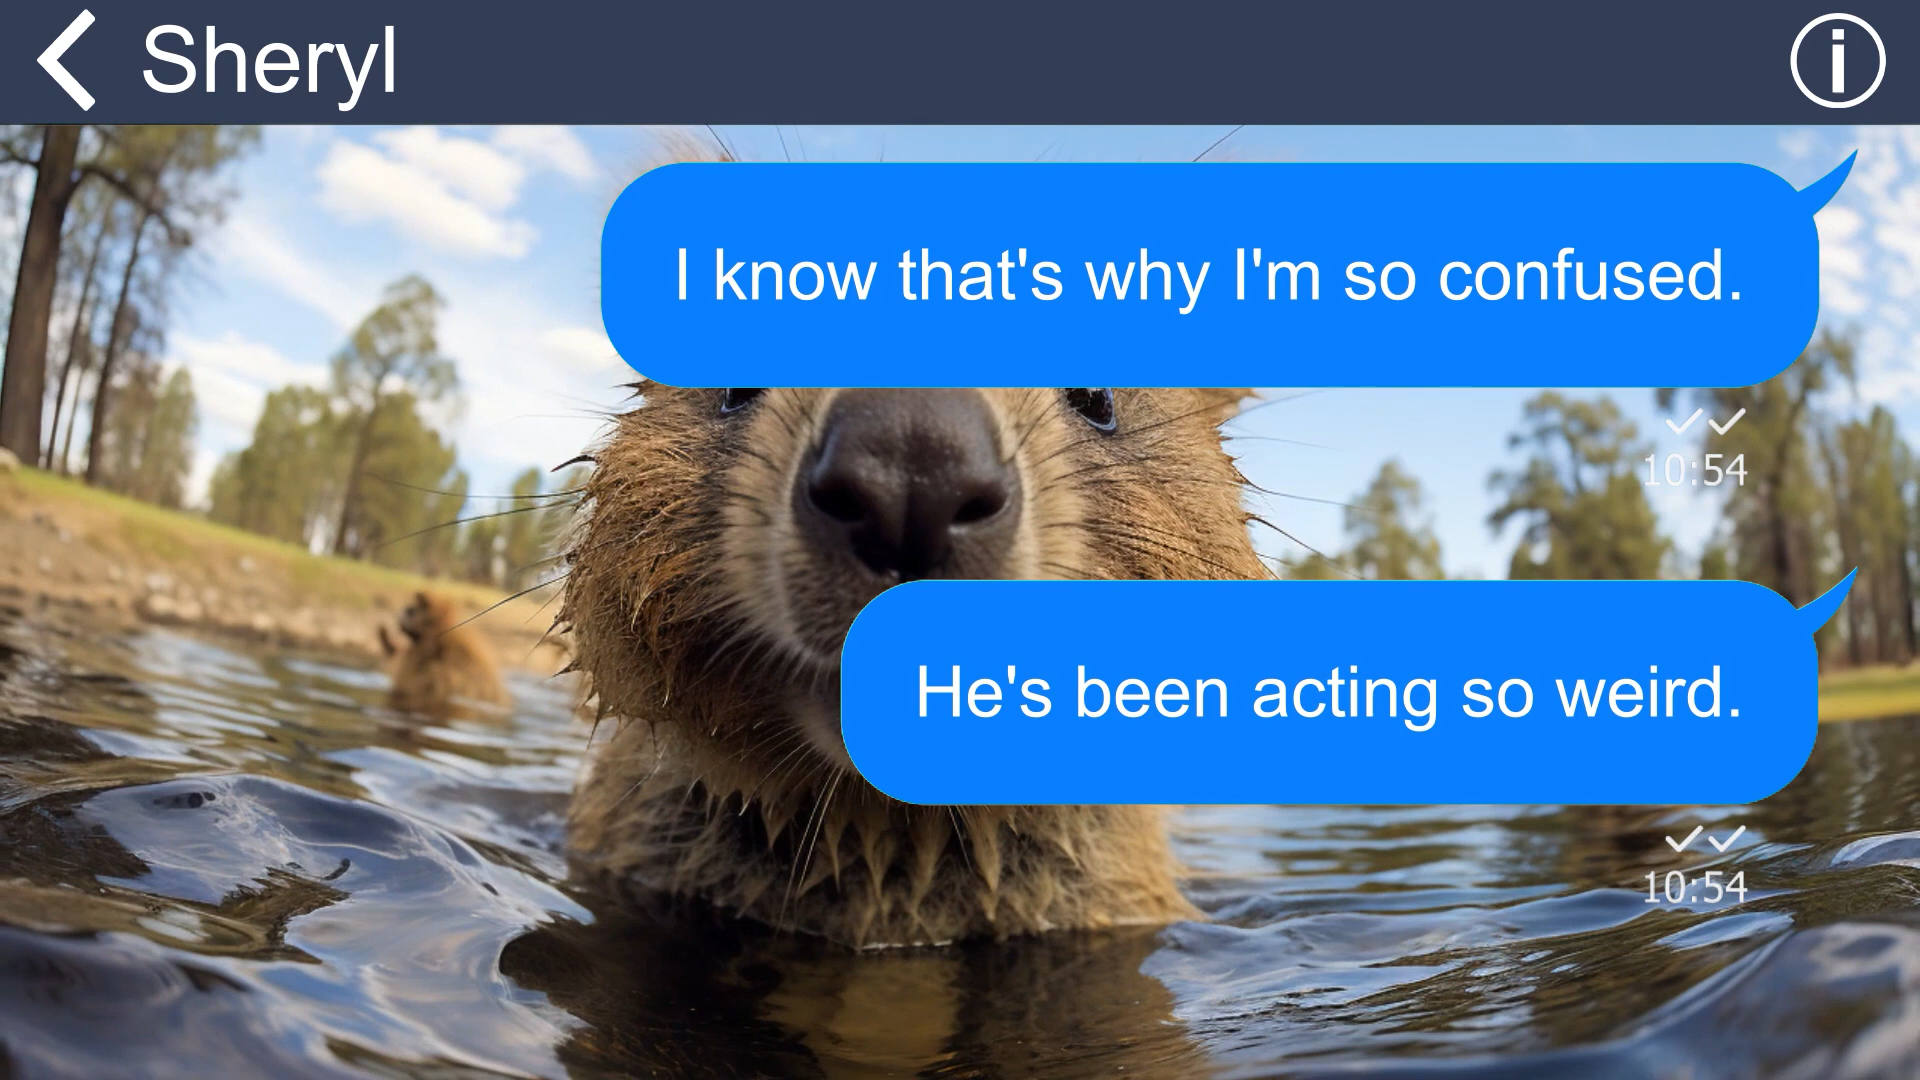 Sheryl
I know that's why I'm so confused.
10:54
He's been acting so weird.
10:54